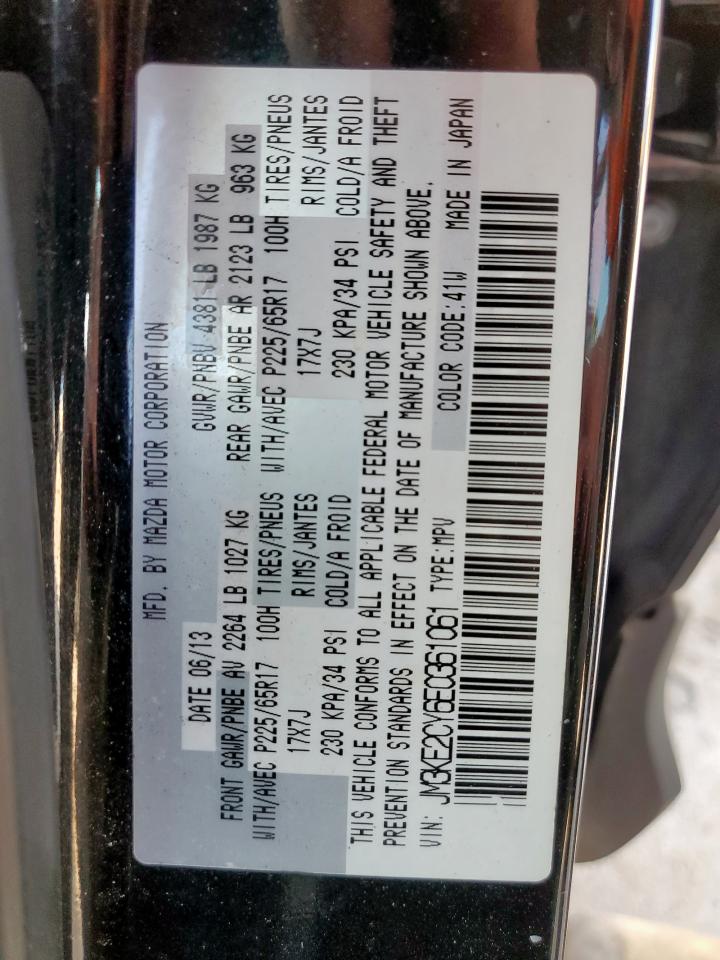 MFD. BY MAZDA MOTOR CORPORATION
DATE 06/13 GVWR/PNBV 4381 LB 1987 KG
FRONT GAWR/PNBE AV 2264 LB 1027 KG REAR GAWR/PNBE AR 2123 LB 963 KG
WITH/AVEC P225/65R17 100H TIRES/PNEUS WITH/AVEC P225/65R17 100H TIRES/PNEUS
17X7J RIMS/JANTES 17X7J RIMS/JANTES
230 KPA/34 PSI COLD/A FROID 230 KPA/34 PSI COLD/A FROID
THIS VEHICLE CONFORMS TO ALL APPLICABLE FEDERAL MOTOR VEHICLE SAFETY AND THEFT
PREVENTION STANDARDS IN EFFECT ON THE DATE OF MANUFACTURE SHOWN ABOVE.
VIN: JM3KE2CY6E0361061 TYPE:MPV COLOR CODE:41W MADE IN JAPAN